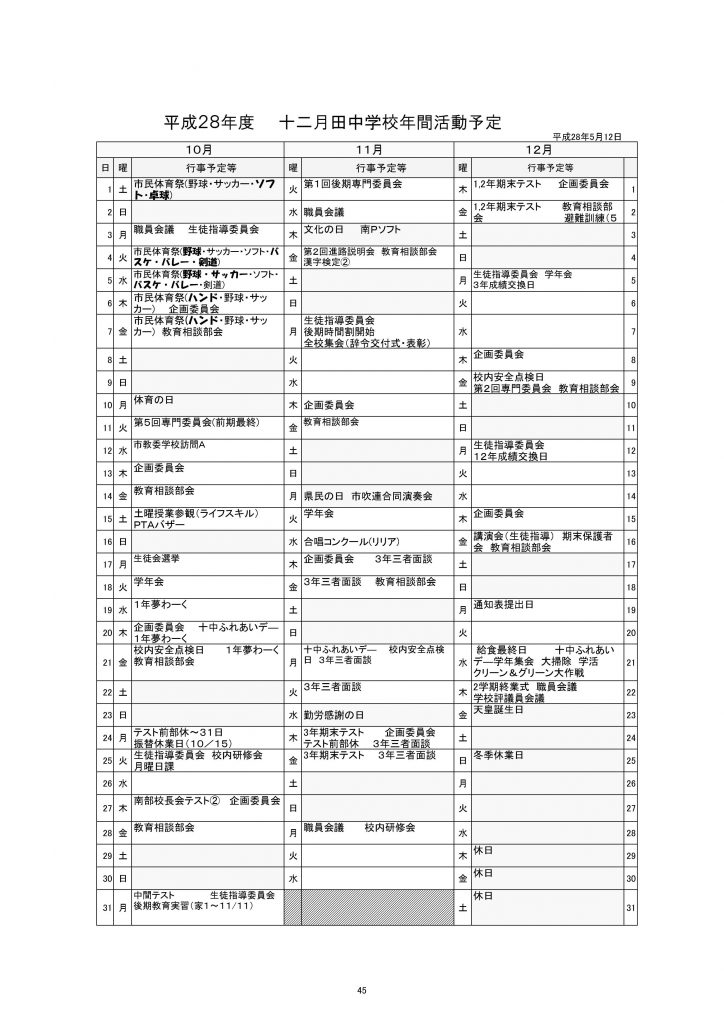 平成２８年度　　十二月田中学校年間活動予定
平成28年5月12日
１０月 １１月 １２月
日 曜 行事予定等 曜 行事予定等 曜 行事予定等
1 土 市民体育祭(野球・サッカー・ソフト・卓球) 火 第１回後期専門委員会 木 1,2年期末テスト　企画委員会 1
2 日 水 職員会議 金 1,2年期末テスト　教育相談部会　避難訓練（５ 2
3 月 職員会議　生徒指導委員会 木 文化の日　南Ｐソフト 土 3
4 火 市民体育祭(野球・サッカー・ソフト・バスケ・バレー・剣道) 金 第２回進路説明会　教育相談部会 漢字検定② 日 4
5 水 市民体育祭(野球・サッカー・ソフト・バスケ・バレー・剣道) 土 月 生徒指導委員会　学年会 ３年成績交換日 5
6 木 市民体育祭(ハンド・野球・サッカー)　企画委員会 日 火 6
7 金 市民体育祭(ハンド・野球・サッカー)　教育相談部会 月 生徒指導委員会 後期時間割開始 全校集会（辞令交付式・表彰） 水 7
8 土 火 木 企画委員会 8
9 日 水 金 校内安全点検日 第２回専門委員会　教育相談部会 9
10 月 体育の日 木 企画委員会 土 10
11 火 第５回専門委員会(前期最終) 金 教育相談部会 日 11
12 水 市教委学校訪問Ａ 土 月 生徒指導委員会 １２年成績交換日 12
13 木 企画委員会 日 火 13
14 金 教育相談部会 月 県民の日　市吹連合同演奏会 水 14
15 土 土曜授業参観（ライフスキル） ＰＴＡバザー 火 学年会 木 企画委員会 15
16 日 水 合唱コンクール(リリア) 金 講演会（生徒指導）　期末保護者会　教育相談部会 16
17 月 生徒会選挙 木 企画委員会　３年三者面談 土 17
18 火 学年会 金 ３年三者面談　教育相談部会 日 18
19 水 １年夢わーく 土 月 通知表提出日 19
20 木 企画委員会　十中ふれあいデ― １年夢わーく 日 火 20
21 金 校内安全点検日　１年夢わーく 教育相談部会 月 十中ふれあいデ―　校内安全点検日　３年三者面談 水 給食最終日　十中ふれあいデ―学年集会　大掃除　学活 クリーン＆グリーン大作戦 21
22 土 火 ３年三者面談 木 2学期終業式　職員会議 学校評議員会議 22
23 日 水 勤労感謝の日 金 天皇誕生日 23
24 月 テスト前部休～３１日 振替休業日（１０／１５） 木 3年期末テスト　企画委員会 テスト前部休　３年三者面談 土 24
25 火 生徒指導委員会　校内研修会 月曜日課 金 3年期末テスト　３年三者面談 日 冬季休業日 25
26 水 土 月 26
27 木 南部校長会テスト②　企画委員会 日 火 27
28 金 教育相談部会 月 職員会議　校内研修会 水 28
29 土 火 木 休日 29
30 日 水 金 休日 30
31 月 中間テスト　生徒指導委員会 後期教育実習（家１～１１/１１） 土 休日 31
45